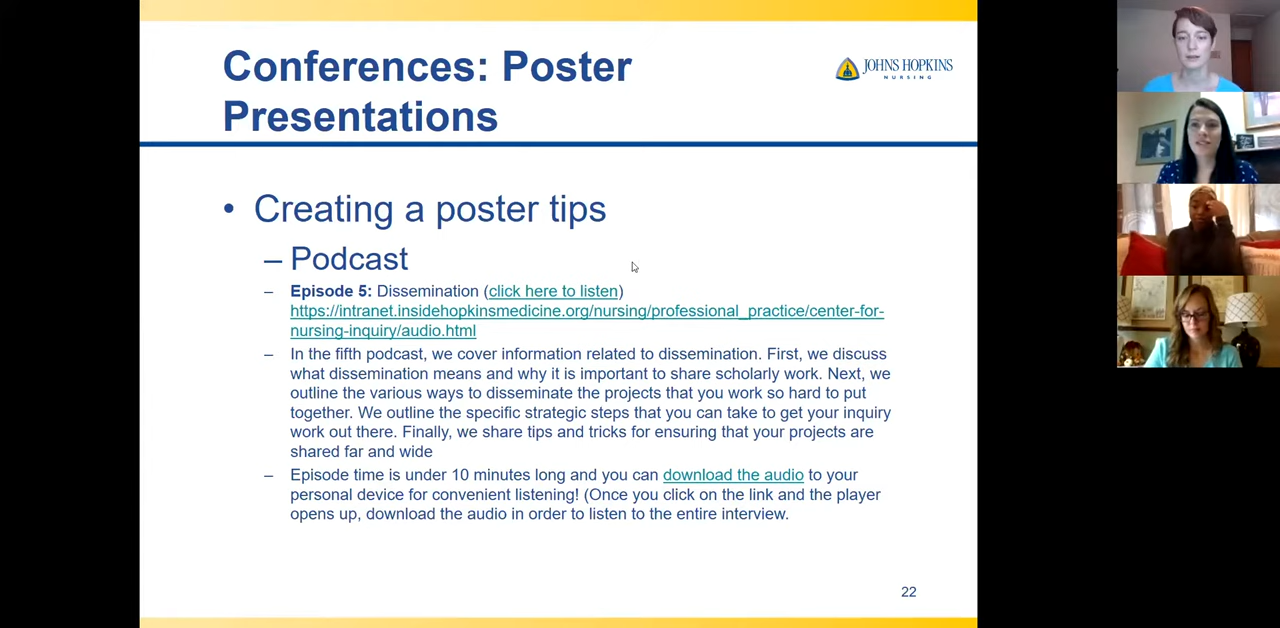 Conferences: Poster
Presentations
JOHNS HOPKINS
NURSING
• Creating a poster tips
– Podcast
– Episode 5: Dissemination (click here to listen)
https://intranet.insidehopkinsmedicine.org/nursing/professional_practice/center-for-
nursing-inquiry/audio.html
– In the fifth podcast, we cover information related to dissemination. First, we discuss
what dissemination means and why it is important to share scholarly work. Next, we
outline the various ways to disseminate the projects that you work so hard to put
together. We outline the specific strategic steps that you can take to get your inquiry
work out there. Finally, we share tips and tricks for ensuring that your projects are
shared far and wide
– Episode time is under 10 minutes long and you can download the audio to your
personal device for convenient listening! (Once you click on the link and the player
opens up, download the audio in order to listen to the entire interview.
22